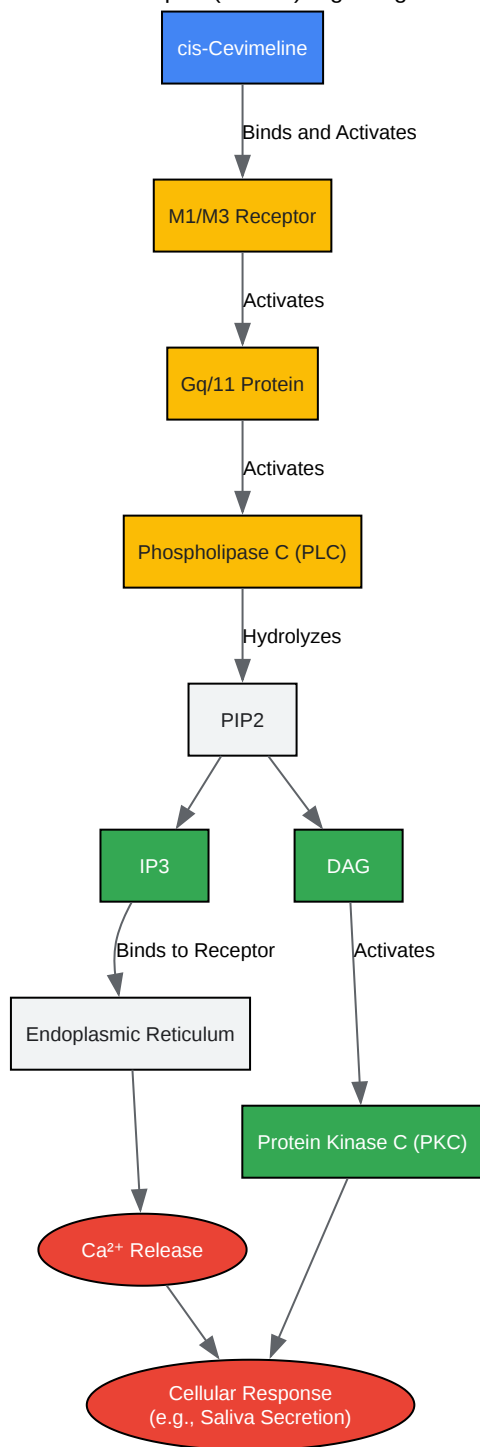 cis-Cevimeline
Binds and Activates
M1/M3 Receptor
Activates
Gq/11 Protein
Activates
Phospholipase C (PLC)
Hydrolyzes
PIP2
IP3
DAG
Binds to Receptor
Activates
Endoplasmic Reticulum
Protein Kinase C (PKC)
Ca²⁺ Release
Cellular Response
(e.g., Saliva Secretion)